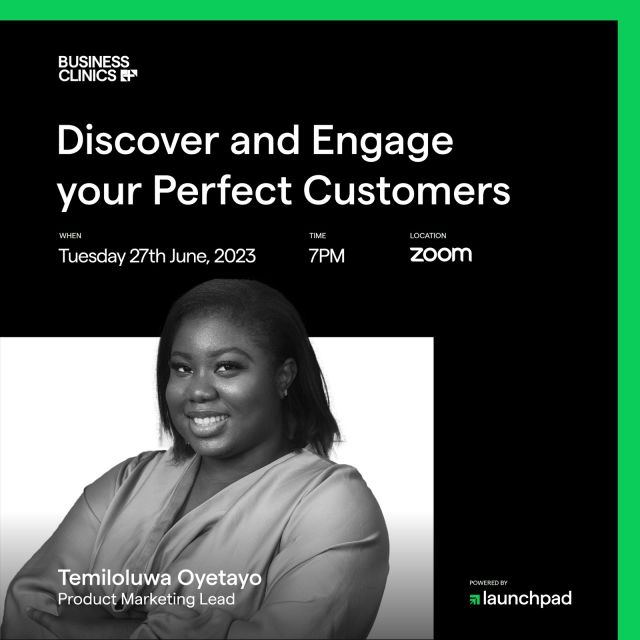 BUSINESS
CLINICS
Discover and Engage
your Perfect Customers
WHEN
Tuesday 27th June, 2023
TIME
7PM
LOCATION
zoom
Temiloluwa Oyetayo
Product Marketing Lead
POWERED BY
launchpad